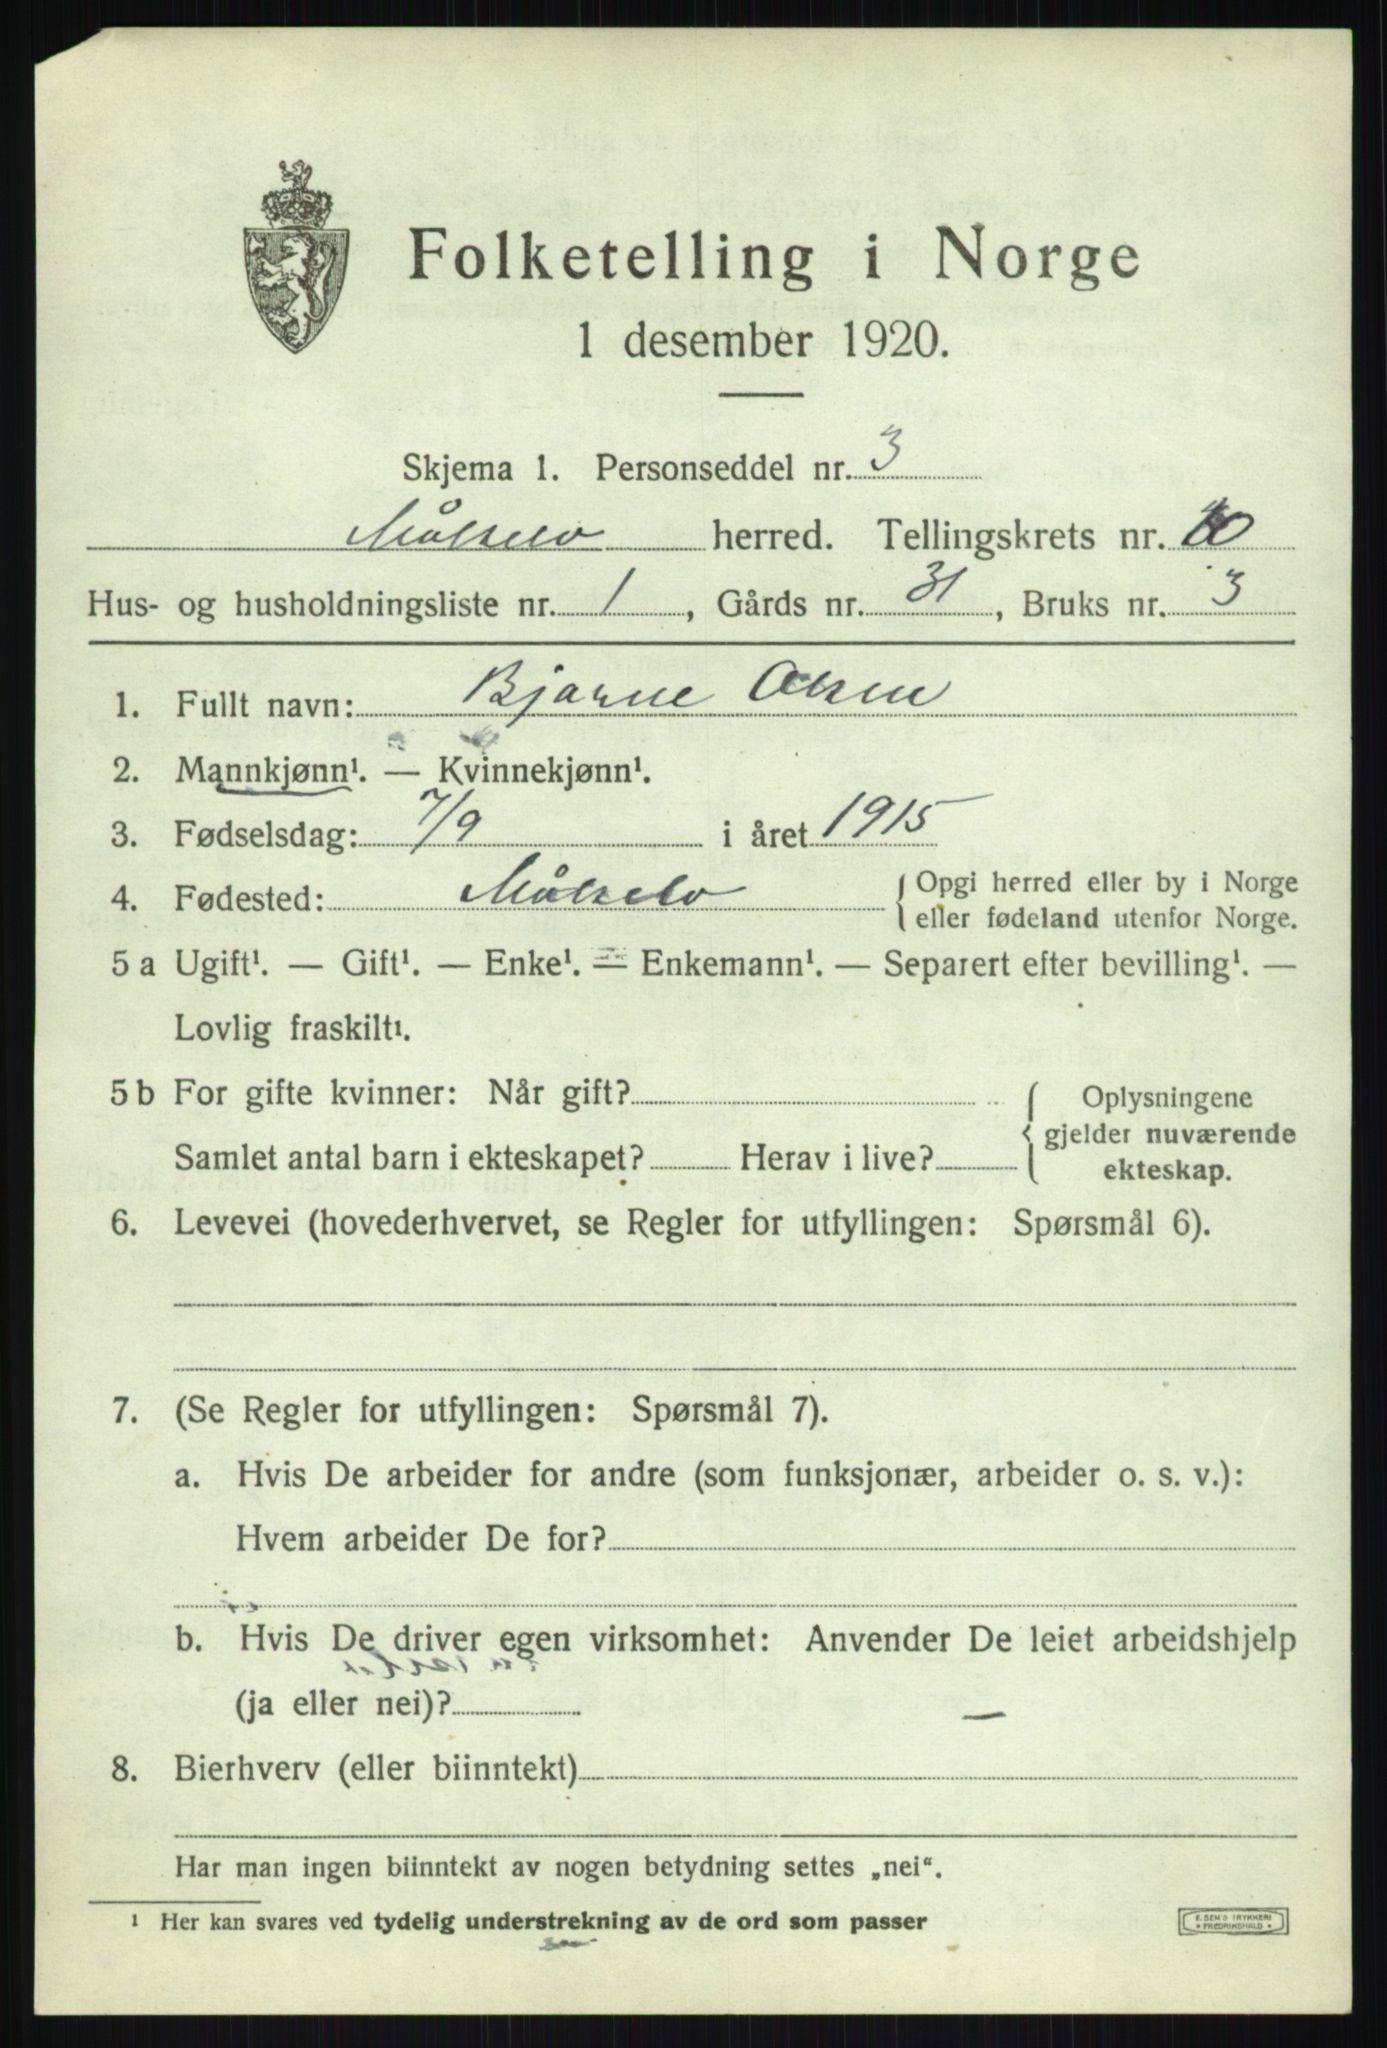 Folketelling i Norge
1 desember 1920.
Skjema 1. Personseddel nr. 3
Målselv herred. Tellingskrets nr. 10
Hus- og husholdningsliste nr. 1, Gårds nr. 31, Bruks nr. 3
1. Fullt navn: Bjarne Olsen
2. Mannkjønn¹. — Kvinnekjønn¹.
3. Fødselsdag: 7/9 i året 1915
4. Fødested: Målselv { Opgi herred eller by i Norge
eller fødeland utenfor Norge.
5 a Ugift¹. — Gift¹. — Enke¹. — Enkemann¹. — Separert efter bevilling¹. —
Lovlig fraskilt¹.
5 b For gifte kvinner: Når gift? { Oplysningene
gjelder nuværende
Samlet antal barn i ekteskapet? Herav i live? ekteskap.
6. Levevei (hovederhvervet, se Regler for utfyllingen: Spørsmål 6).
7. (Se Regler for utfyllingen: Spørsmål 7).
a. Hvis De arbeider for andre (som funksjonær, arbeider o. s. v.):
Hvem arbeider De for?
b. Hvis De driver egen virksomhet: Anvender De leiet arbeidshjelp
(ja eller nei)? —
8. Bierhverv (eller biinntekt)
Har man ingen biinntekt av nogen betydning settes „nei“.
¹ Her kan svares ved tydelig understrekning av de ord som passer
E. SEM'S TRYKKERI
* FREDRIKSHALD *